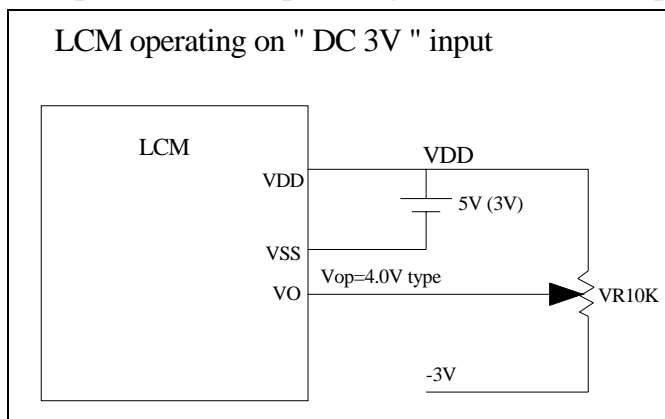 LCM operating on " DC 3V " input
LCM
VDD
VDD
5V (3V)
VSS
Vop=4.0V type
VO
VR10K
-3V